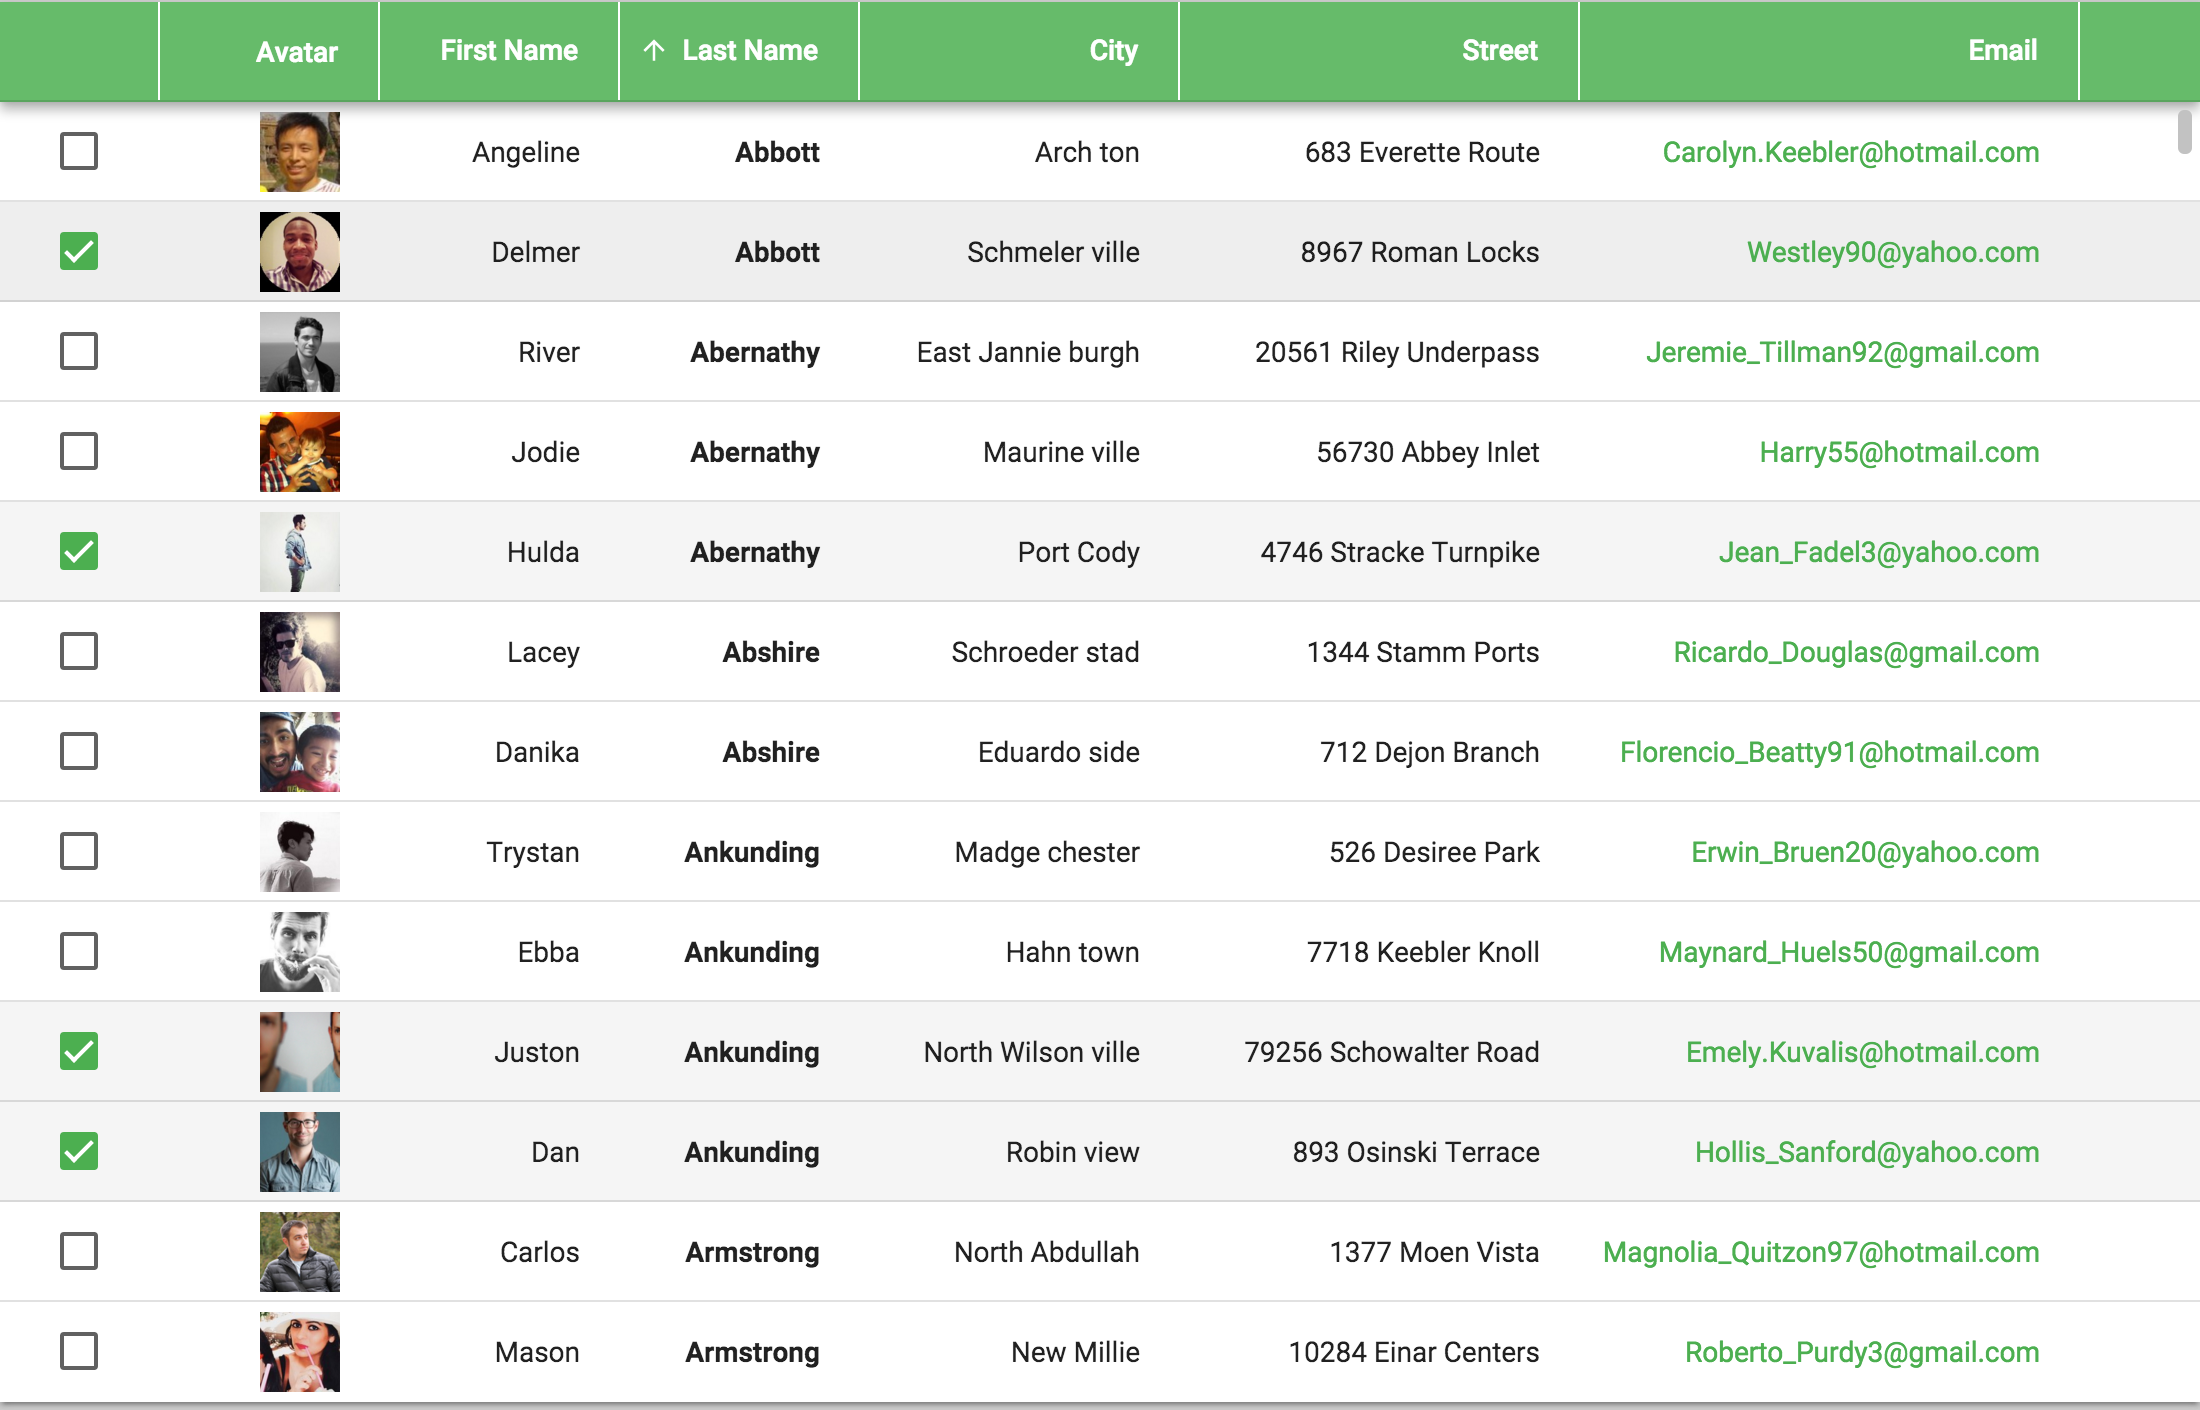 Avatar First Name Last Name City Street Email
Angeline Abbott Arch ton 683 Everette Route Carolyn.Keebler@hotmail.com
Delmer Abbott Schmeler ville 8967 Roman Locks Westley90@yahoo.com
River Abernathy East Jannie burgh 20561 Riley Underpass Jeremie_Tillman92@gmail.com
Jodie Abernathy Maurine ville 56730 Abbey Inlet Harry55@hotmail.com
Hulda Abernathy Port Cody 4746 Stracke Turnpike Jean_Fadel3@yahoo.com
Lacey Abshire Schroeder stad 1344 Stamm Ports Ricardo_Douglas@gmail.com
Danika Abshire Eduardo side 712 Dejon Branch Florencio_Beatty91@hotmail.com
Trystan Ankunding Madge chester 526 Desiree Park Erwin_Bruen20@yahoo.com
Ebba Ankunding Hahn town 7718 Keebler Knoll Maynard_Huels50@gmail.com
Juston Ankunding North Wilson ville 79256 Schowalter Road Emely.Kuvalis@hotmail.com
Dan Ankunding Robin view 893 Osinski Terrace Hollis_Sanford@yahoo.com
Carlos Armstrong North Abdullah 1377 Moen Vista Magnolia_Quitzon97@hotmail.com
Mason Armstrong New Millie 10284 Einar Centers Roberto_Purdy3@gmail.com